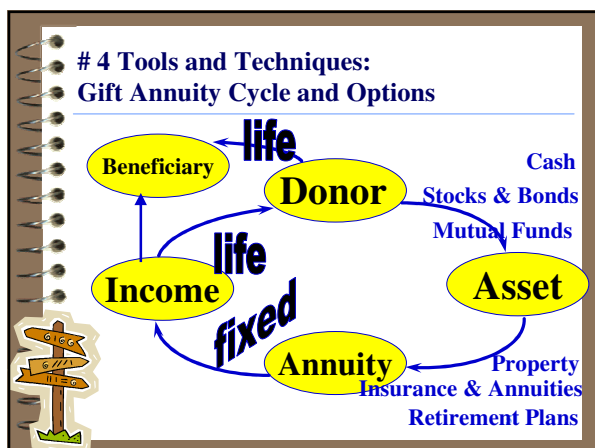 # 4 Tools and Techniques:
Gift Annuity Cycle and Options
life
Beneficiary
Donor
Cash
Stocks & Bonds
Mutual Funds
life
Income
Asset
fixed
Annuity
Property
Insurance & Annuities
Retirement Plans